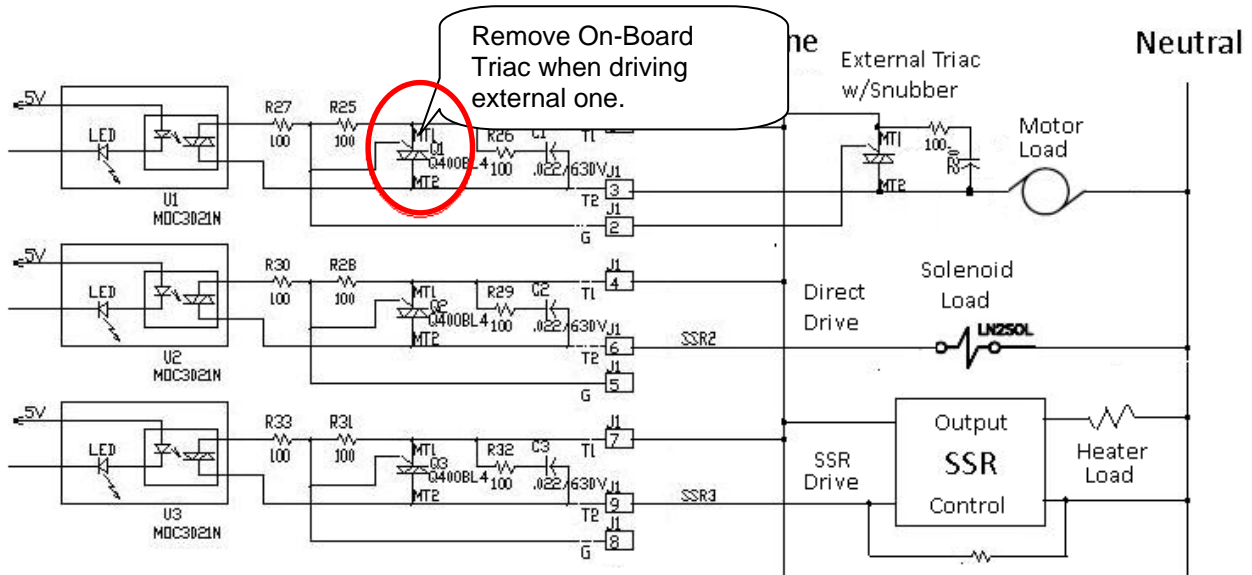 Remove On-Board
Triac when driving
external one.
ne
Neutral
External Triac
w/Snubber
5V
LED
U1
MOC3021N
R27
100
R25
100
MT1
Q1
Q400BL4
MT2
R26
100
C1
.022/630V
T1
J1
3
T2
J1
2
G
MT1
MT2
100
Motor
Load
5V
LED
U2
MOC3021N
R30
100
R28
100
MT1
Q2
Q400BL4
MT2
R29
100
C2
.022/630V
J1
4
T1
J1
6
T2
J1
5
G
SSR2
Direct
Drive
Solenoid
Load
LN2SOL
5V
LED
U3
MOC3021N
R33
100
R31
100
MT1
Q3
Q400BL4
MT2
R32
100
C3
.022/630V
J1
7
T1
J1
9
T2
J1
8
G
SSR3
SSR
Drive
Output
SSR
Control
Heater
Load